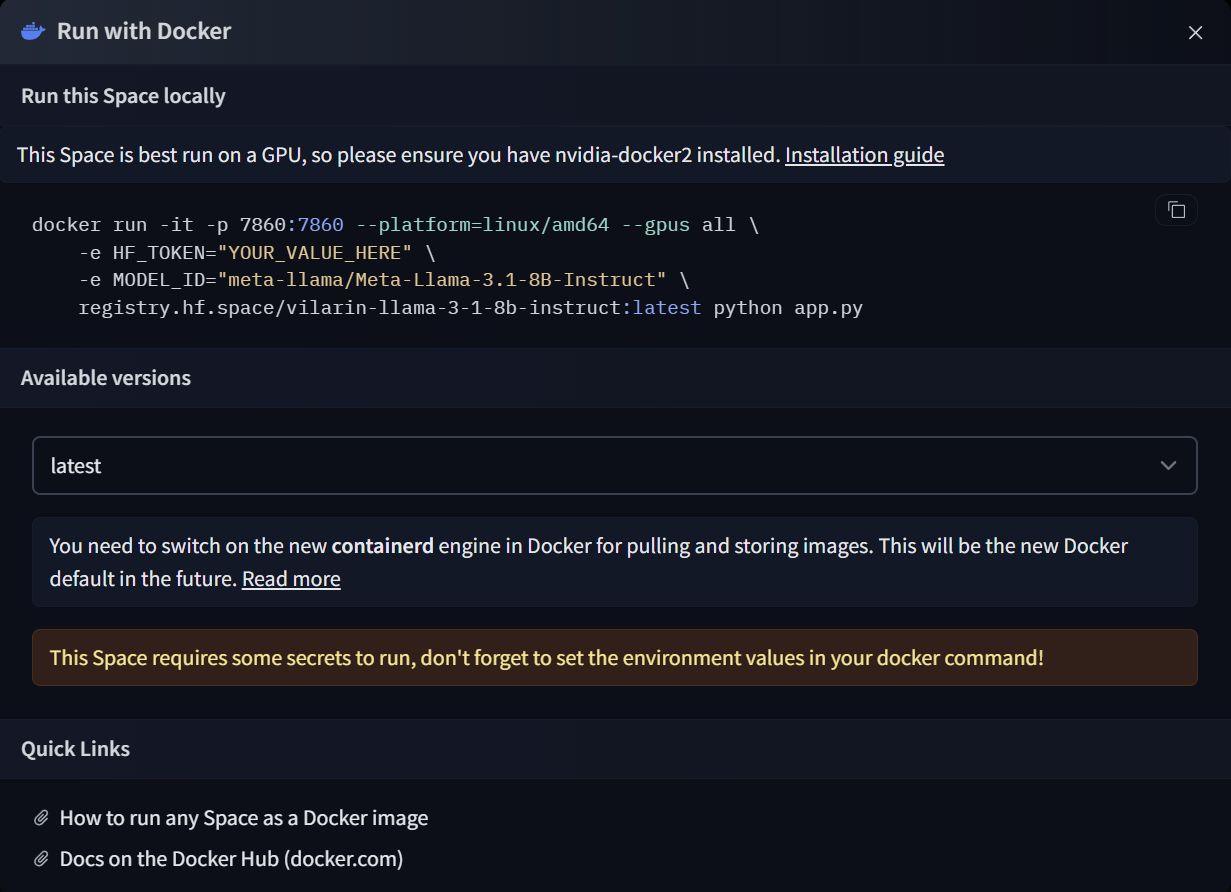 Run with Docker
Run this Space locally
This Space is best run on a GPU, so please ensure you have nvidia-docker2 installed. Installation guide
docker run -it -p 7860:7860 --platform=linux/amd64 --gpus all \
    -e HF_TOKEN="YOUR_VALUE_HERE" \
    -e MODEL_ID="meta-llama/Meta-Llama-3.1-8B-Instruct" \
    registry.hf.space/vilarin-llama-3-1-8b-instruct:latest python app.py
Available versions
latest
You need to switch on the new containerd engine in Docker for pulling and storing images. This will be the new Docker
default in the future. Read more
This Space requires some secrets to run, don't forget to set the environment values in your docker command!
Quick Links
How to run any Space as a Docker image
Docs on the Docker Hub (docker.com)